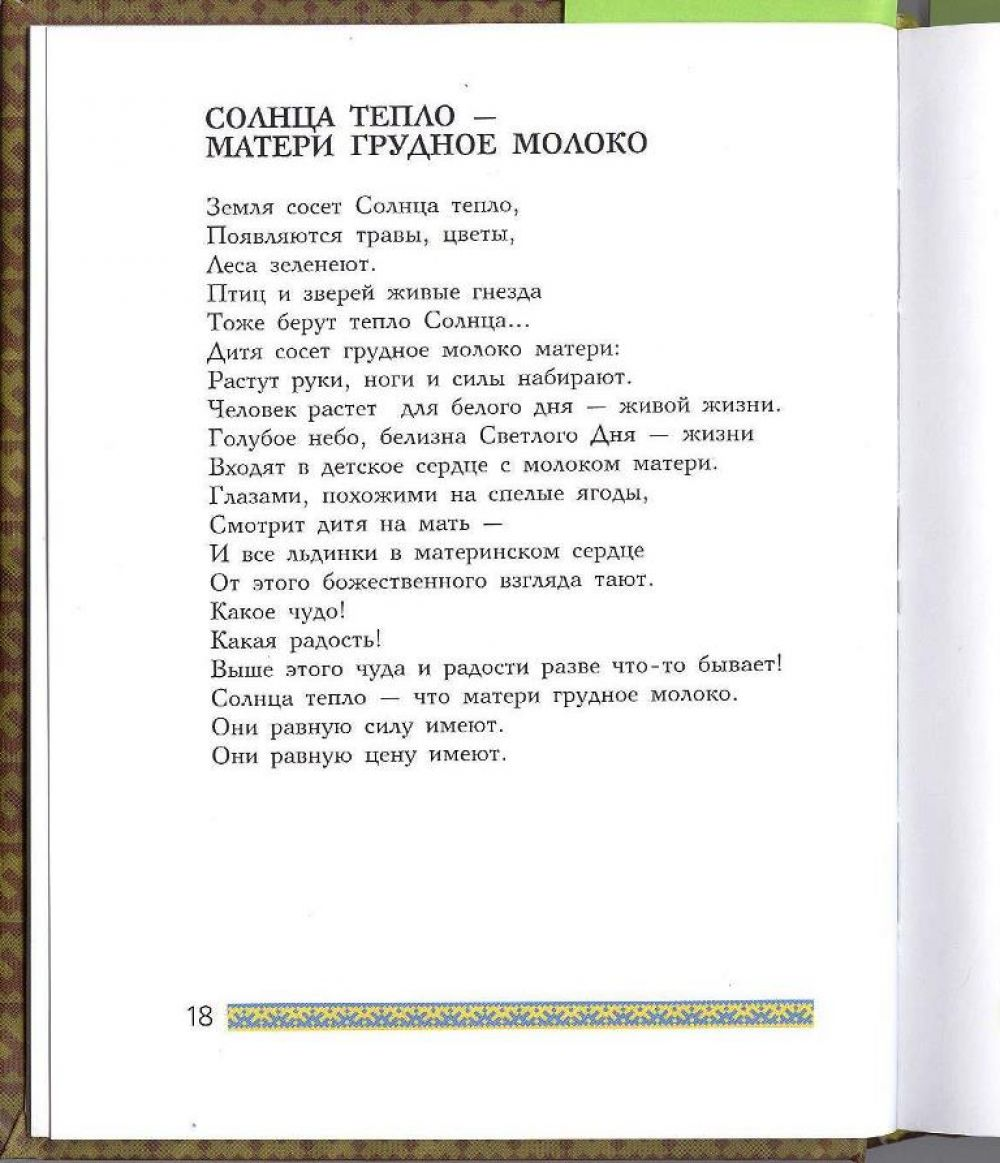 СОЛНЦА ТЕПЛО —
МАТЕРИ ГРУДНОЕ МОЛОКО
Земля сосет Солнца тепло,
Появляются травы, цветы,
Леса зеленеют.
Птиц и зверей живые гнезда
Тоже берут тепло Солнца...
Дитя сосет грудное молоко матери:
Растут руки, ноги и силы набирают.
Человек растет для белого дня — живой жизни.
Голубое небо, белизна Светлого Дня — жизни
Входят в детское сердце с молоком матери.
Глазами, похожими на спелые ягоды,
Смотрит дитя на мать —
И все льдинки в материнском сердце
От этого божественного взгляда тают.
Какое чудо!
Какая радость!
Выше этого чуда и радости разве что-то бывает!
Солнца тепло — что матери грудное молоко.
Они равную силу имеют.
Они равную цену имеют.
18